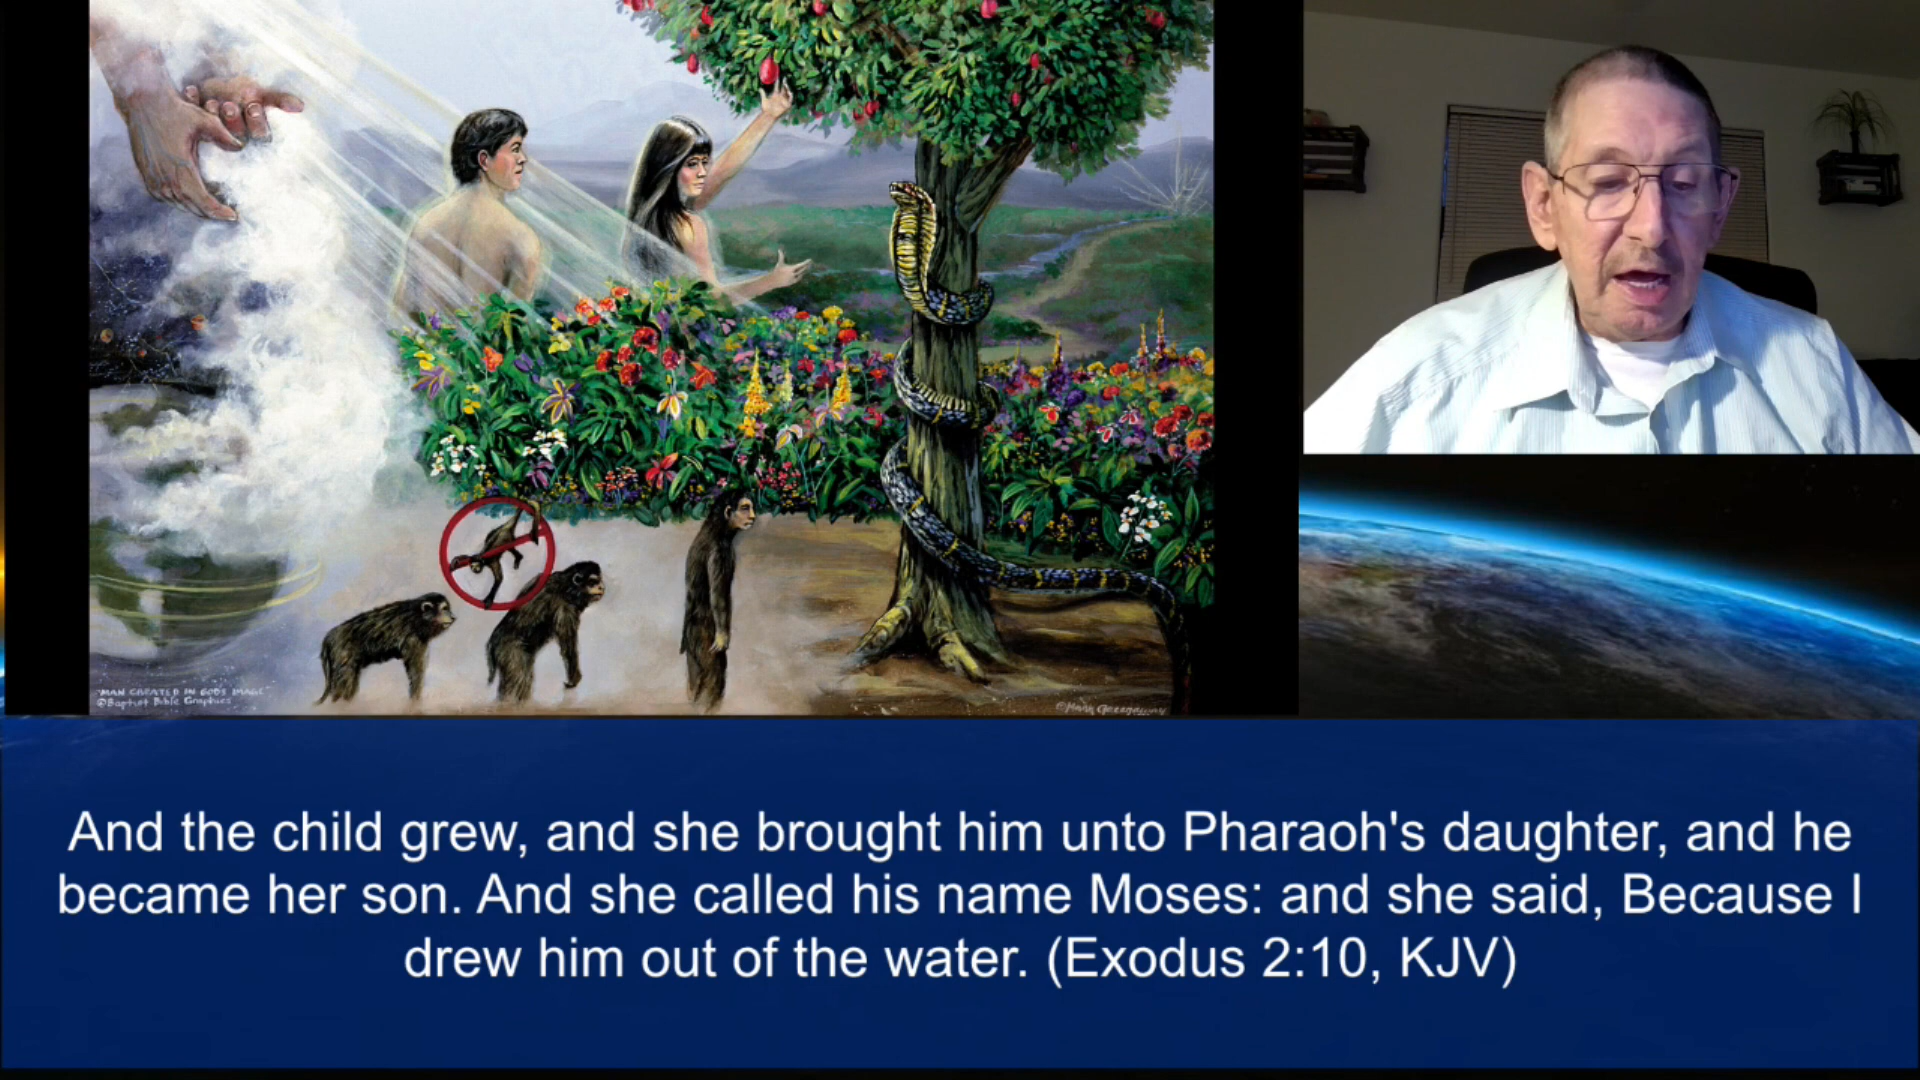 "MAN CREATED IN GOD'S IMAGE"
©Baptist Bible Graphics
And the child grew, and she brought him unto Pharaoh's daughter, and he
became her son. And she called his name Moses: and she said, Because I
drew him out of the water. (Exodus 2:10, KJV)